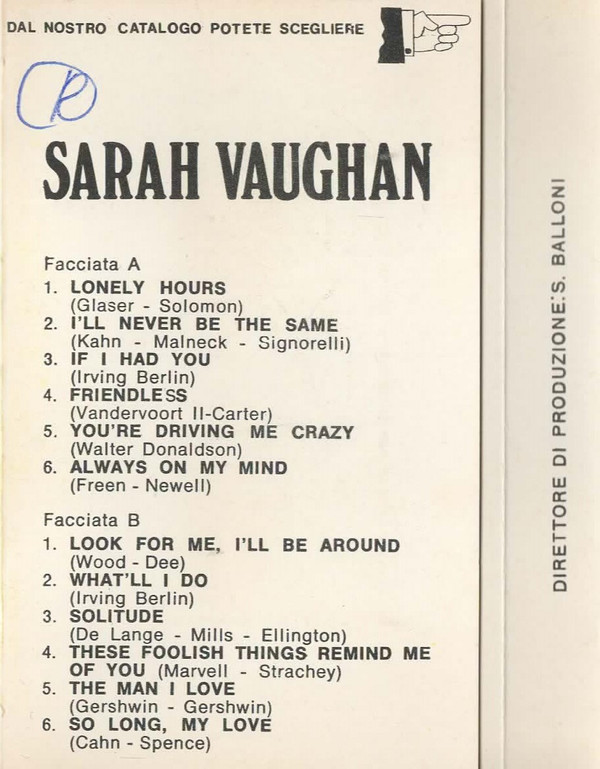 DAL NOSTRO CATALOGO POTETE SCEGLIERE
R
SARAH VAUGHAN
Facciata A
1. LONELY HOURS
(Glaser - Solomon)
2. I'LL NEVER BE THE SAME
(Kahn - Malneck - Signorelli)
3. IF I HAD YOU
(Irving Berlin)
4. FRIENDLESS
(Vandervoort II-Carter)
5. YOU'RE DRIVING ME CRAZY
(Walter Donaldson)
6. ALWAYS ON MY MIND
(Freen - Newell)
Facciata B
1. LOOK FOR ME, I'LL BE AROUND
(Wood - Dee)
2. WHAT'LL I DO
(Irving Berlin)
3. SOLITUDE
(De Lange - Mills - Ellington)
4. THESE FOOLISH THINGS REMIND ME
OF YOU (Marvell - Strachey)
5. THE MAN I LOVE
(Gershwin - Gershwin)
6. SO LONG, MY LOVE
(Cahn - Spence)
DIRETTORE DI PRODUZIONE: S. BALLONI